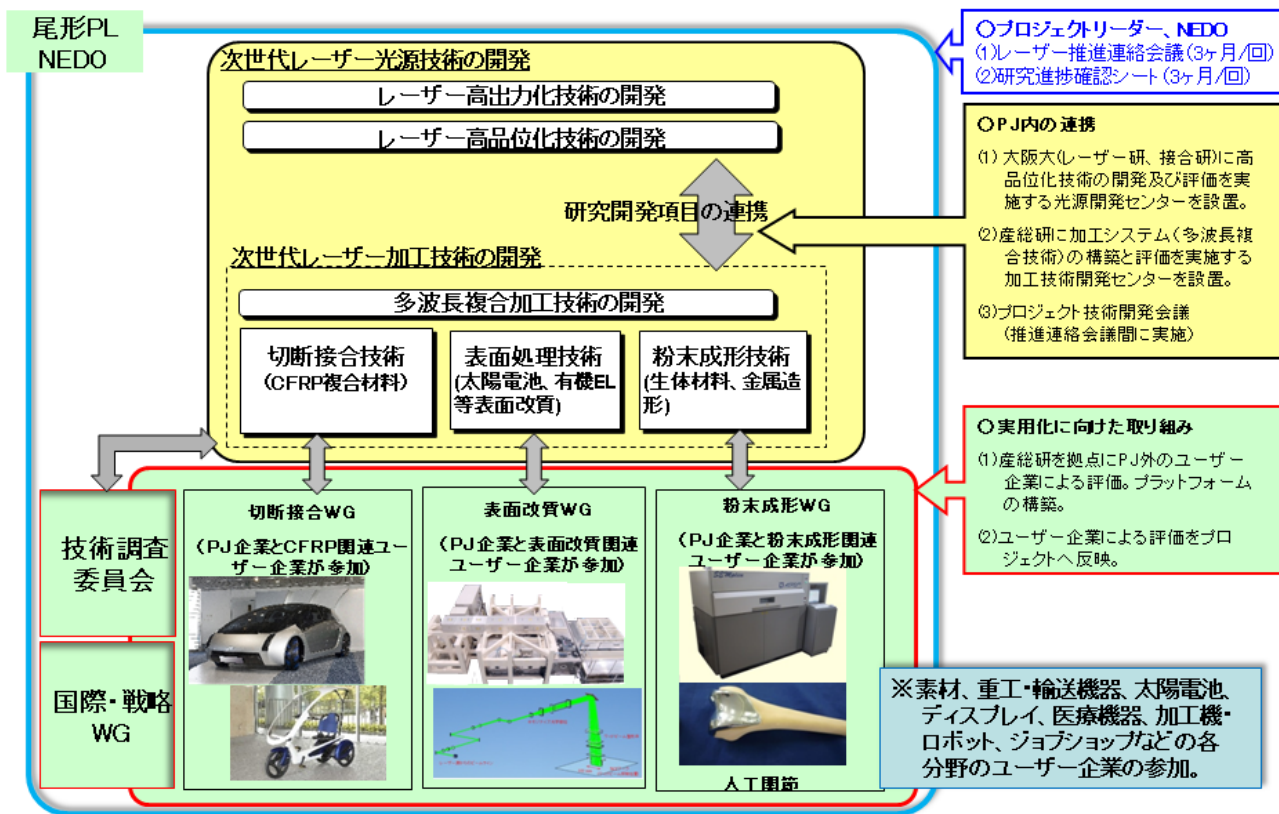 尾形PL
NEDO
次世代レーザー光源技術の開発
レーザー高出力化技術の開発
レーザー高品位化技術の開発
研究開発項目の連携
次世代レーザー加工技術の開発
多波長複合加工技術の開発
切断接合技術
(CFRP複合材料)
表面処理技術
(太陽電池、有機EL
等表面改質)
粉末成形技術
(生体材料、金属造
形)
〇プロジェクトリーダー、NEDO
(1)レーザー推進連絡会議(3ヶ月/回)
(2)研究進捗確認シート(3ヶ月/回)
〇PJ内の連携
(1) 大阪大(レーザー研、接合研)に高
品位化技術の開発及び評価を実
施する光源開発センターを設置。
(2)産総研に加工システム(多波長複
合技術)の構築と評価を実施する
加工技術開発センターを設置。
(3)プロジェクト技術開発会議
(推進連絡会議間に実施)
〇実用化に向けた取り組み
(1)産総研を拠点にPJ外のユーザー
企業による評価。プラットフォーム
の構築。
(2)ユーザー企業による評価をプロ
ジェクトへ反映。
技術調査
委員会
国際・戦略
WG
切断接合WG
(PJ企業とCFRP関連ユー
ザー企業が参加)
表面改質WG
(PJ企業と表面改質関連
ユーザー企業が参加)
粉末成形WG
(PJ企業と粉末成形関連
ユーザー企業が参加)
人工関節
※素材、重工・輸送機器、太陽電池、
ディスプレイ、医療機器、加工機・
ロボット、ジョブショップなどの各
分野のユーザー企業の参加。